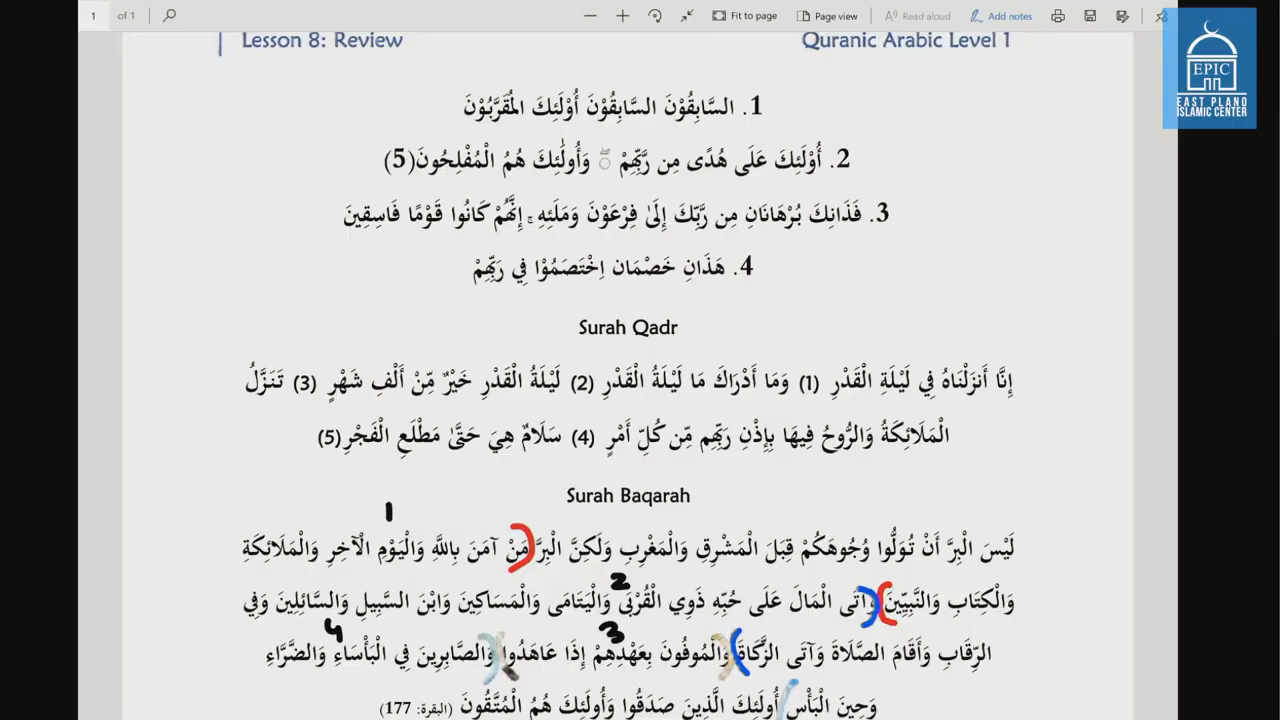 1 of 1 Fit to page Page view Read aloud Add notes
EPIC
EAST PLANO
ISLAMIC CENTER
Lesson 8: Review Quranic Arabic Level 1
1. السَّابِقُوْنَ السَّابِقُوْنَ أُوْلَئِكَ الْمُقَرَّبُوْنَ
2. أُوْلَئِكَ عَلَى هُدًى مِن رَّبِّهِمْ ۖ وَأُولَٰئِكَ هُمُ الْمُفْلِحُونَ(5)
3. فَذَانِكَ بُرْهَانَانِ مِن رَّبِّكَ إِلَىٰ فِرْعَوْنَ وَمَلَئِهِ ۚ إِنَّهُمْ كَانُوا قَوْمًا فَاسِقِينَ
4. هَذَانِ خَصْمَان اِخْتَصَمُوْا فِي رَبِّهِمْ
Surah Qadr
إِنَّا أَنزَلْنَاهُ فِي لَيْلَةِ الْقَدْرِ (1) وَمَا أَدْرَاكَ مَا لَيْلَةُ الْقَدْرِ (2) لَيْلَةُ الْقَدْرِ خَيْرٌ مِّنْ أَلْفِ شَهْرٍ (3) تَنَزَّلُ
الْمَلَائِكَةُ وَالرُّوحُ فِيهَا بِإِذْنِ رَبِّهِم مِّن كُلِّ أَمْرٍ (4) سَلَامٌ هِيَ حَتَّىٰ مَطْلَعِ الْفَجْرِ(5)
Surah Baqarah
1
لَيْسَ الْبِرَّ أَنْ تُوَلُّوا وُجُوهَكُمْ قِبَلَ الْمَشْرِقِ وَالْمَغْرِبِ وَلَكِنَّ الْبِرَّ مَنْ آمَنَ بِاللَّهِ وَالْيَوْمِ الْآخِرِ وَالْمَلَائِكَةِ
2
وَالْكِتَابِ وَالنَّبِيِّينَ وَآتَى الْمَالَ عَلَى حُبِّهِ ذَوِي الْقُرْبَى وَالْيَتَامَى وَالْمَسَاكِينَ وَابْنَ السَّبِيلِ وَالسَّائِلِينَ وَفِي
3 4
الرِّقَابِ وَأَقَامَ الصَّلَاةَ وَآتَى الزَّكَاةَ وَالْمُوفُونَ بِعَهْدِهِمْ إِذَا عَاهَدُوا وَالصَّابِرِينَ فِي الْبَأْسَاءِ وَالضَّرَّاءِ
وَحِينَ الْبَأْسِ أُولَئِكَ الَّذِينَ صَدَقُوا وَأُولَئِكَ هُمُ الْمُتَّقُونَ (البقرة: 177)